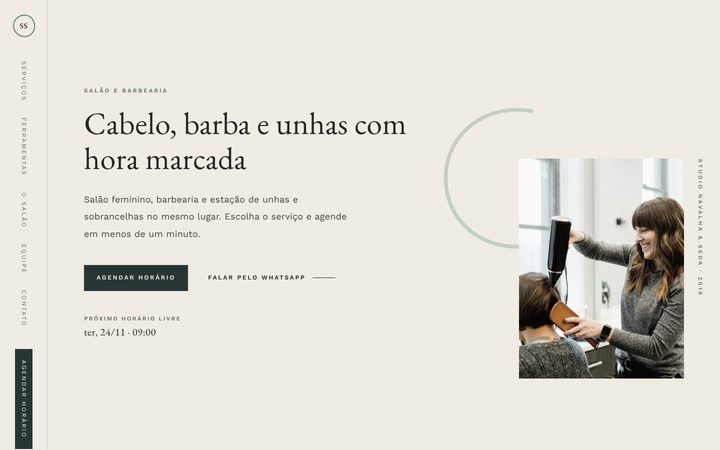 SS
SERVIÇOS
FERRAMENTAS
O SALÃO
EQUIPE
CONTATO
AGENDAR HORÁRIO
SALÃO E BARBEARIA
Cabelo, barba e unhas com
hora marcada
Salão feminino, barbearia e estação de unhas e
sobrancelhas no mesmo lugar. Escolha o serviço e agende
em menos de um minuto.
AGENDAR HORÁRIO
FALAR PELO WHATSAPP
PRÓXIMO HORÁRIO LIVRE
ter, 24/11 · 09:00
STUDIO NAVALHA & SEDA · 2016